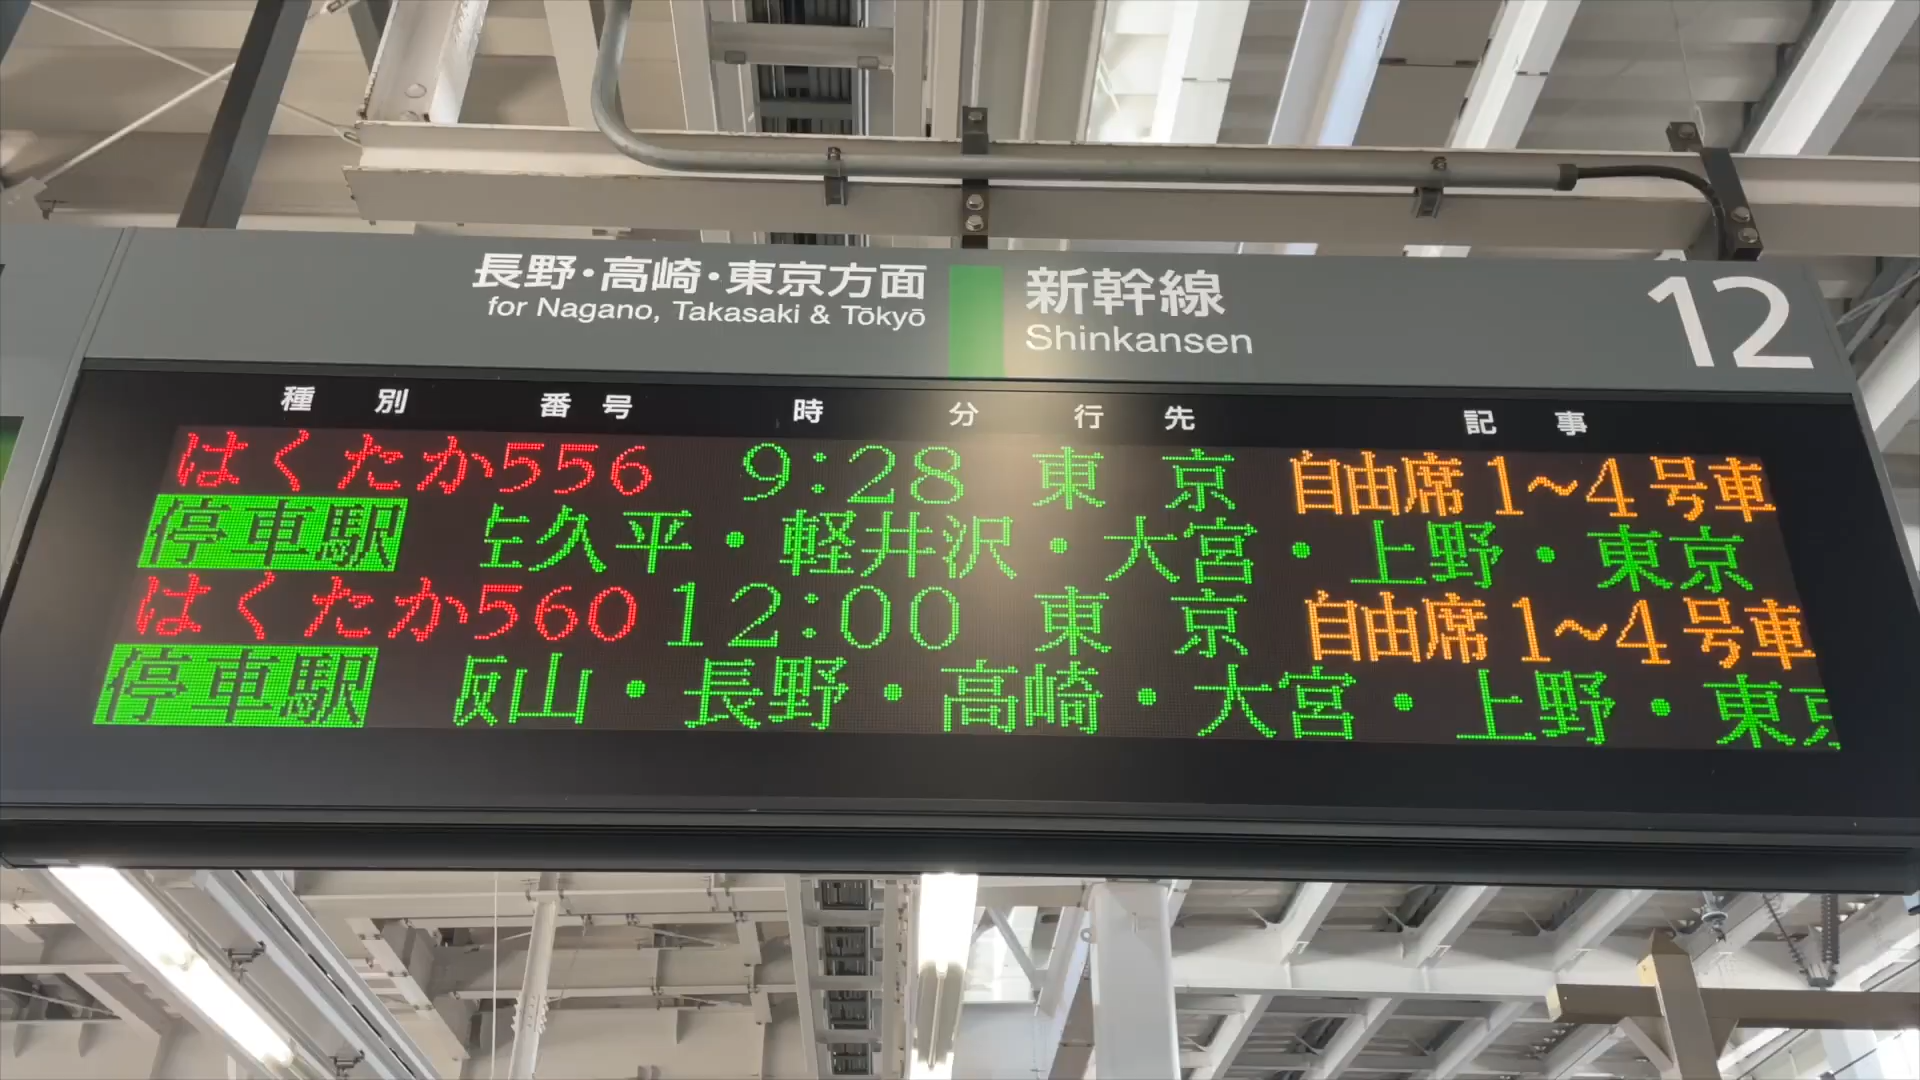 長野・高崎・東京方面
for Nagano, Takasaki & Tōkyō
新幹線
Shinkansen
12
種別 番号 時 分 行先 記事
はくたか556 9:28 東京 自由席1~4号車
停車駅 久平・軽井沢・大宮・上野・東京
はくたか560 12:00 東京 自由席1~4号車
停車駅 山・長野・高崎・大宮・上野・東